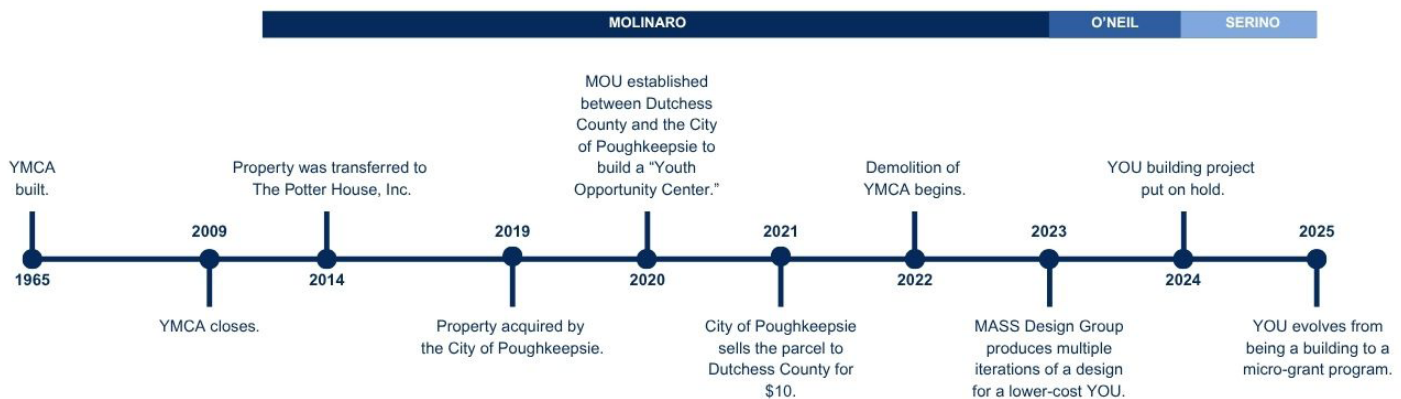 MOLINARO
O'NEIL
SERINO
YMCA
built.
1965
2009
YMCA closes.
Property was transferred to
The Potter House, Inc.
2014
2019
Property acquired by
the City of Poughkeepsie.
MOU established
between Dutchess
County and the City
of Poughkeepsie to
build a “Youth
Opportunity Center.”
2020
2021
City of Poughkeepsie
sells the parcel to
Dutchess County for
$10.
Demolition of
YMCA begins.
2022
2023
MASS Design Group
produces multiple
iterations of a design
for a lower-cost YOU.
YOU building project
put on hold.
2024
2025
YOU evolves from
being a building to a
micro-grant program.